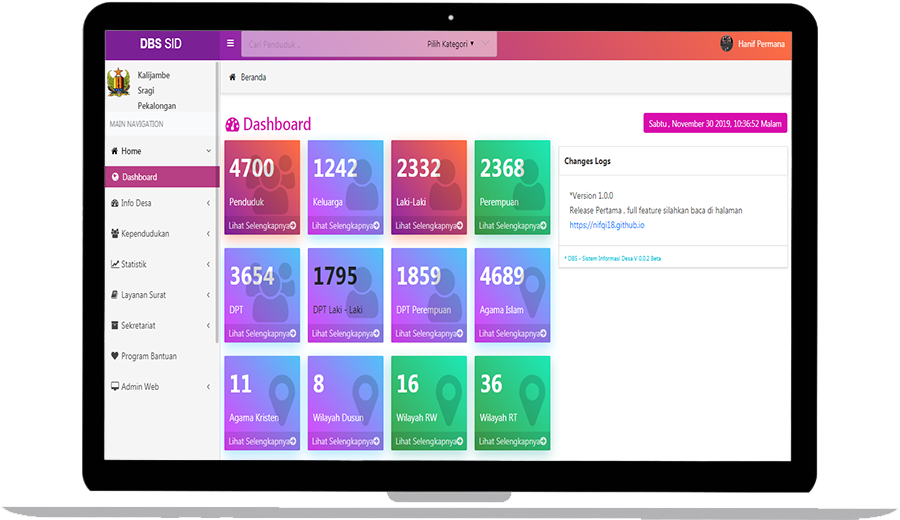 DBS SID
Cari Penduduk ..
Pilih Kategori
Hanif Permana
Kalijambe
Sragi
Pekalongan
MAIN NAVIGATION
Home
Dashboard
Info Desa
Kependudukan
Statistik
Layanan Surat
Sekretariat
Program Bantuan
Admin Web
Beranda
Dashboard
Sabtu , November 30 2019, 10:36:52 Malam
4700
Penduduk
Lihat Selengkapnya
1242
Keluarga
Lihat Selengkapnya
2332
Laki-Laki
Lihat Selengkapnya
2368
Perempuan
Lihat Selengkapnya
3654
DPT
Lihat Selengkapnya
1795
DPT Laki - Laki
Lihat Selengkapnya
1859
DPT Perempuan
Lihat Selengkapnya
4689
Agama Islam
Lihat Selengkapnya
11
Agama Kristen
Lihat Selengkapnya
8
Wilayah Dusun
Lihat Selengkapnya
16
Wilayah RW
Lihat Selengkapnya
36
Wilayah RT
Lihat Selengkapnya
Changes Logs
*Version 1.0.0
Release Pertama , full feature silahkan baca di halaman
https://nifqi18.github.io
* DBS - Sistem Informasi Desa V 0.0.2 Beta